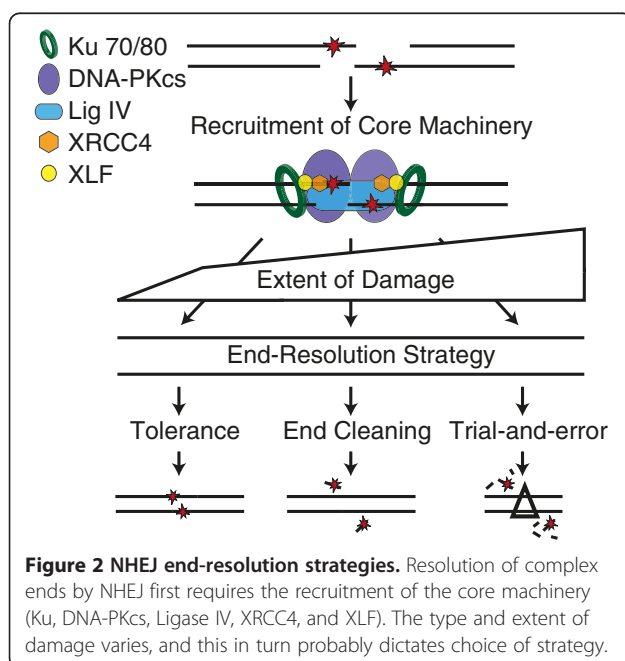 Ku 70/80
DNA-PKcs
Lig IV
XRCC4
XLF
Recruitment of Core Machinery
Extent of Damage
End-Resolution Strategy
Tolerance End Cleaning Trial-and-error
Figure 2 NHEJ end-resolution strategies. Resolution of complex
ends by NHEJ first requires the recruitment of the core machinery
(Ku, DNA-PKcs, Ligase IV, XRCC4, and XLF). The type and extent of
damage varies, and this in turn probably dictates choice of strategy.